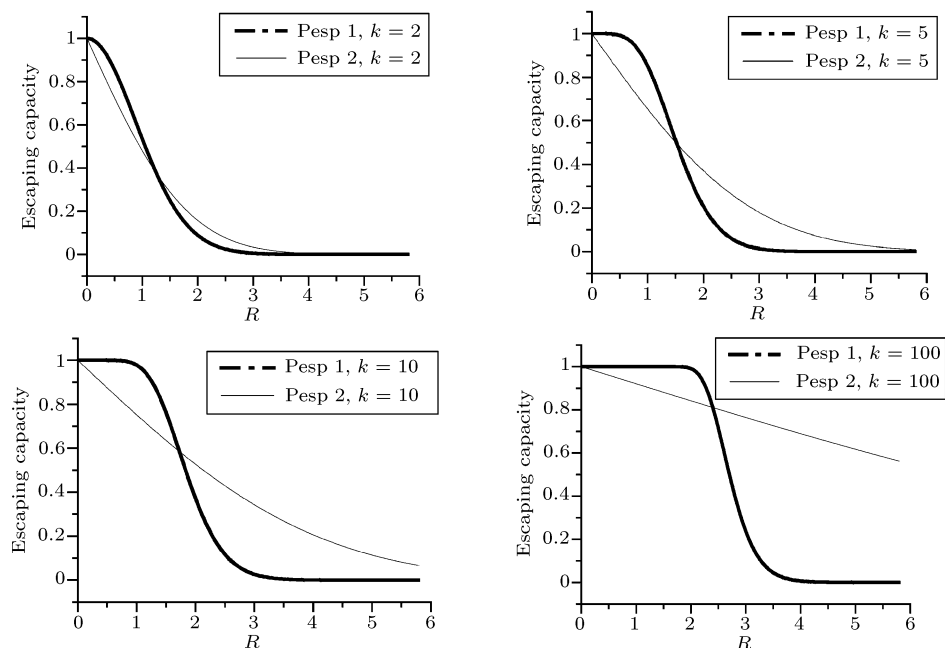 Pesp 1, k = 2
Pesp 2, k = 2
Escaping capacity
1
0.8
0.6
0.4
0.2
0
0 1 2 3 4 5 6
R
Pesp 1, k = 5
Pesp 2, k = 5
Escaping capacity
1
0.8
0.6
0.4
0.2
0
0 1 2 3 4 5 6
R
Pesp 1, k = 10
Pesp 2, k = 10
Escaping capacity
1
0.8
0.6
0.4
0.2
0
0 1 2 3 4 5 6
R
Pesp 1, k = 100
Pesp 2, k = 100
Escaping capacity
1
0.8
0.6
0.4
0.2
0
0 1 2 3 4 5 6
R